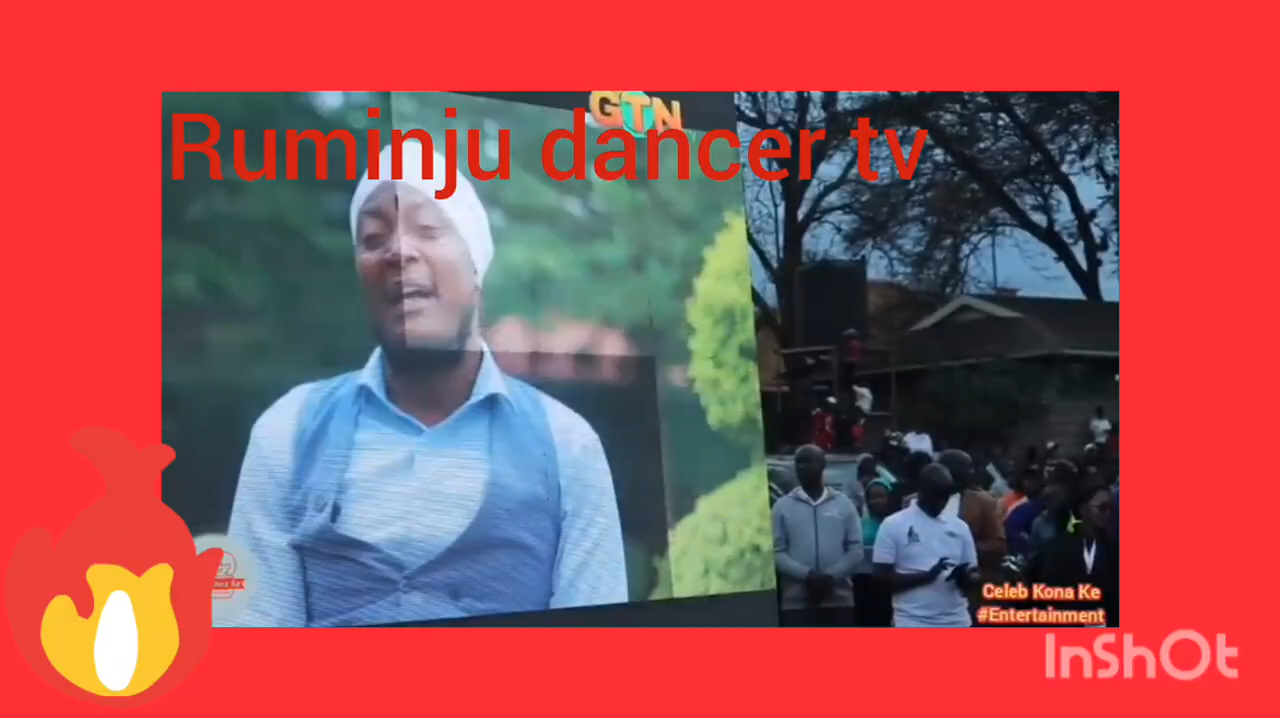 GTN
Ruminju dancer tv
Celeb Kona Ke
#Entertainment
InShOt